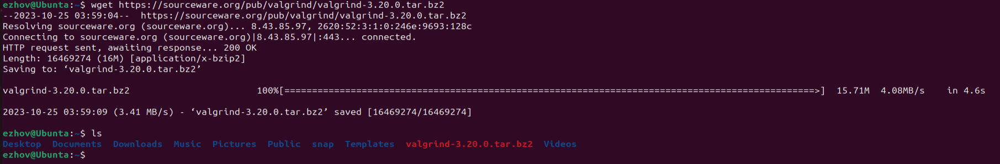 ezhov@Ubunta:~$ wget https://sourceware.org/pub/valgrind/valgrind-3.20.0.tar.bz2
--2023-10-25 03:59:04--  https://sourceware.org/pub/valgrind/valgrind-3.20.0.tar.bz2
Resolving sourceware.org (sourceware.org)... 8.43.85.97, 2620:52:3:1:0:246e:9693:128c
Connecting to sourceware.org (sourceware.org)|8.43.85.97|:443... connected.
HTTP request sent, awaiting response... 200 OK
Length: 16469274 (16M) [application/x-bzip2]
Saving to: ‘valgrind-3.20.0.tar.bz2’
valgrind-3.20.0.tar.bz2                       100%[================================================================================================>]  15.71M  4.08MB/s    in 4.6s
2023-10-25 03:59:09 (3.41 MB/s) - ‘valgrind-3.20.0.tar.bz2’ saved [16469274/16469274]
ezhov@Ubunta:~$ ls
Desktop  Documents  Downloads  Music  Pictures  Public  snap  Templates  valgrind-3.20.0.tar.bz2  Videos
ezhov@Ubunta:~$